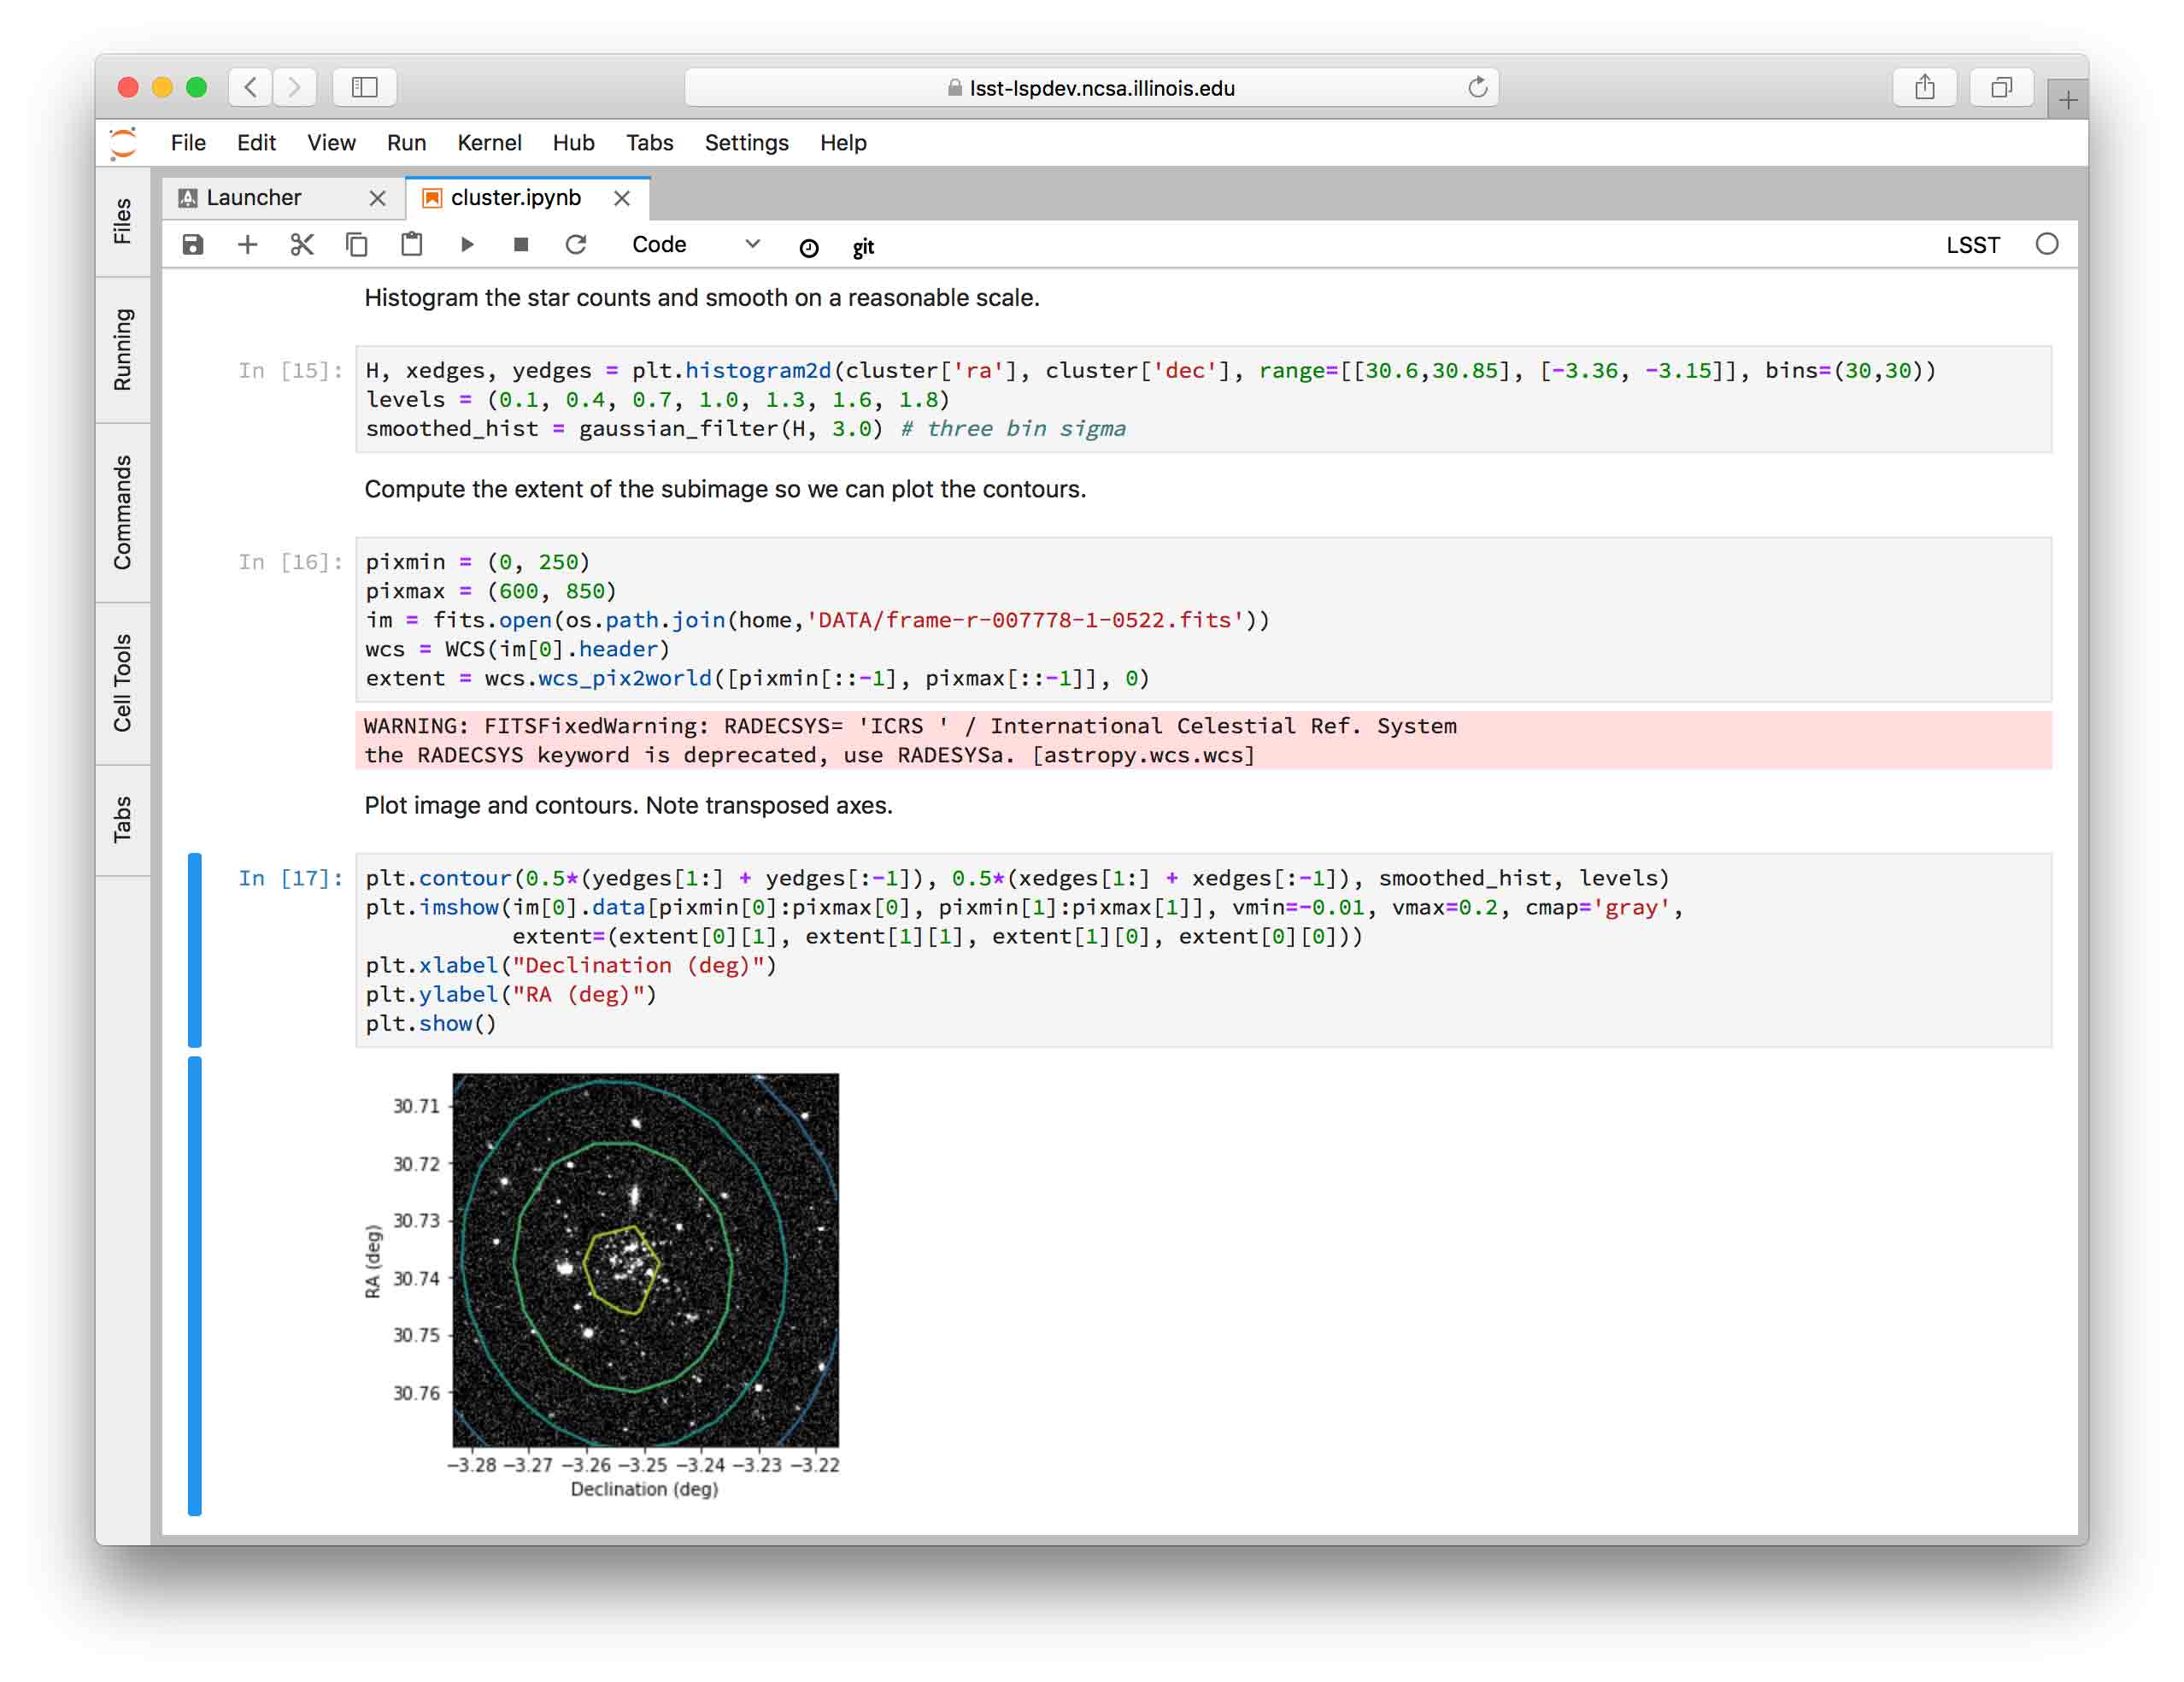 lsst-lspdev.ncsa.illinois.edu
File Edit View Run Kernel Hub Tabs Settings Help
Files
Running
Commands
Cell Tools
Tabs
Launcher
cluster.ipynb
Code
git
LSST
Histogram the star counts and smooth on a reasonable scale.
In [15]:
H, xedges, yedges = plt.histogram2d(cluster['ra'], cluster['dec'], range=[[30.6,30.85], [-3.36, -3.15]], bins=(30,30))
levels = (0.1, 0.4, 0.7, 1.0, 1.3, 1.6, 1.8)
smoothed_hist = gaussian_filter(H, 3.0) # three bin sigma
Compute the extent of the subimage so we can plot the contours.
In [16]:
pixmin = (0, 250)
pixmax = (600, 850)
im = fits.open(os.path.join(home,'DATA/frame-r-007778-1-0522.fits'))
wcs = WCS(im[0].header)
extent = wcs.wcs_pix2world([pixmin[::-1], pixmax[::-1]], 0)
WARNING: FITSFixedWarning: RADECSYS= 'ICRS ' / International Celestial Ref. System
the RADECSYS keyword is deprecated, use RADESYSa. [astropy.wcs.wcs]
Plot image and contours. Note transposed axes.
In [17]:
plt.contour(0.5*(yedges[1:] + yedges[:-1]), 0.5*(xedges[1:] + xedges[:-1]), smoothed_hist, levels)
plt.imshow(im[0].data[pixmin[0]:pixmax[0], pixmin[1]:pixmax[1]], vmin=-0.01, vmax=0.2, cmap='gray',
extent=(extent[0][1], extent[1][1], extent[1][0], extent[0][0]))
plt.xlabel("Declination (deg)")
plt.ylabel("RA (deg)")
plt.show()
30.71
30.72
30.73
30.74
30.75
30.76
RA (deg)
−3.28 −3.27 −3.26 −3.25 −3.24 −3.23 −3.22
Declination (deg)